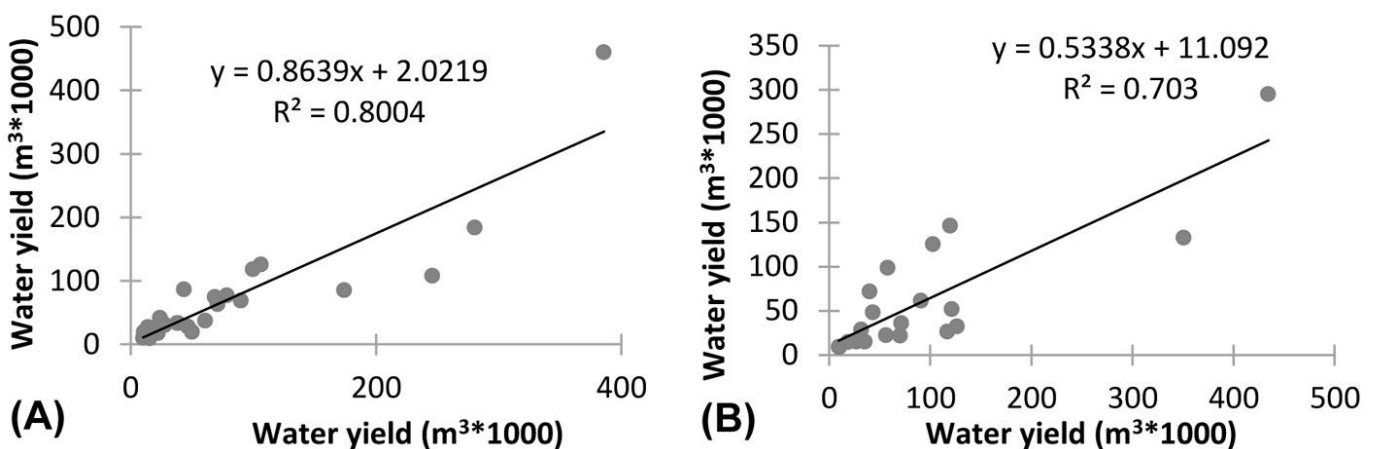 Water yield (m³*1000)
500
400
300
200
100
0
y = 0.8639x + 2.0219
R² = 0.8004
0 200 400
(A)
Water yield (m³*1000)
Water yield (m³*1000)
350
300
250
200
150
100
50
0
y = 0.5338x + 11.092
R² = 0.703
0 100 200 300 400 500
(B)
Water yield (m³*1000)